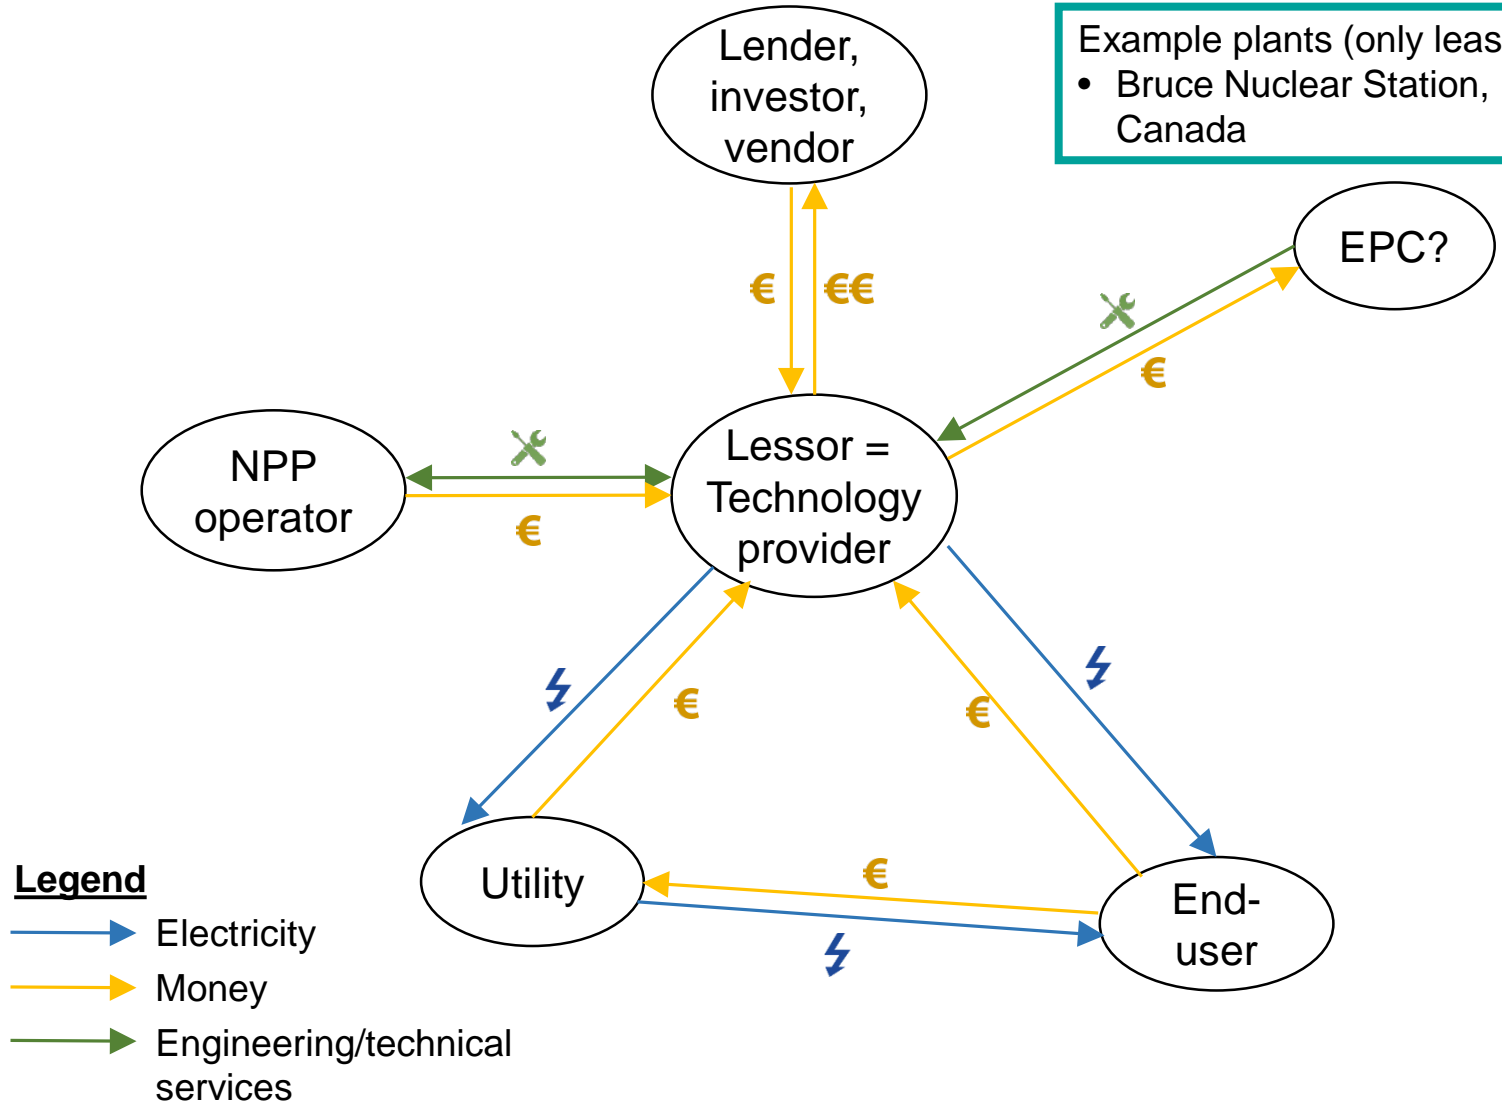 Lender,
investor,
vendor
Example plants (only leas
• Bruce Nuclear Station,
Canada
EPC?
€
€€
€
NPP
operator
€
Lessor =
Technology
provider
€
€
Utility
€
End-
user
Legend
Electricity
Money
Engineering/technical
services